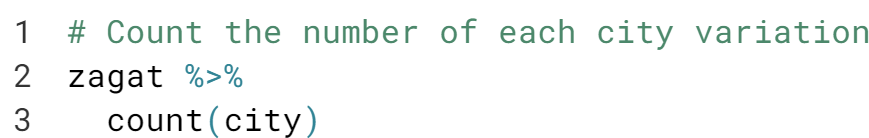 1 # Count the number of each city variation
2 zagat %>%
3   count(city)